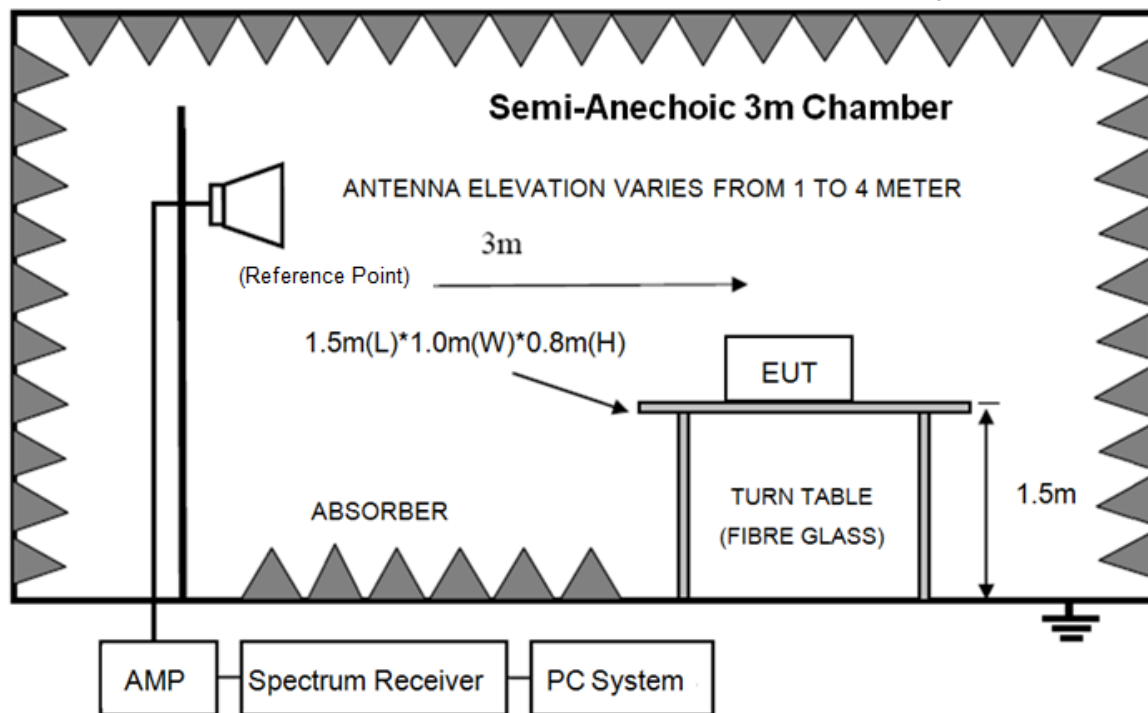 Semi-Anechoic 3m Chamber
ANTENNA ELEVATION VARIES FROM 1 TO 4 METER
3m
(Reference Point)
1.5m(L)*1.0m(W)*0.8m(H)
EUT
ABSORBER
TURN TABLE
(FIBRE GLASS)
1.5m
AMP
Spectrum Receiver
PC System